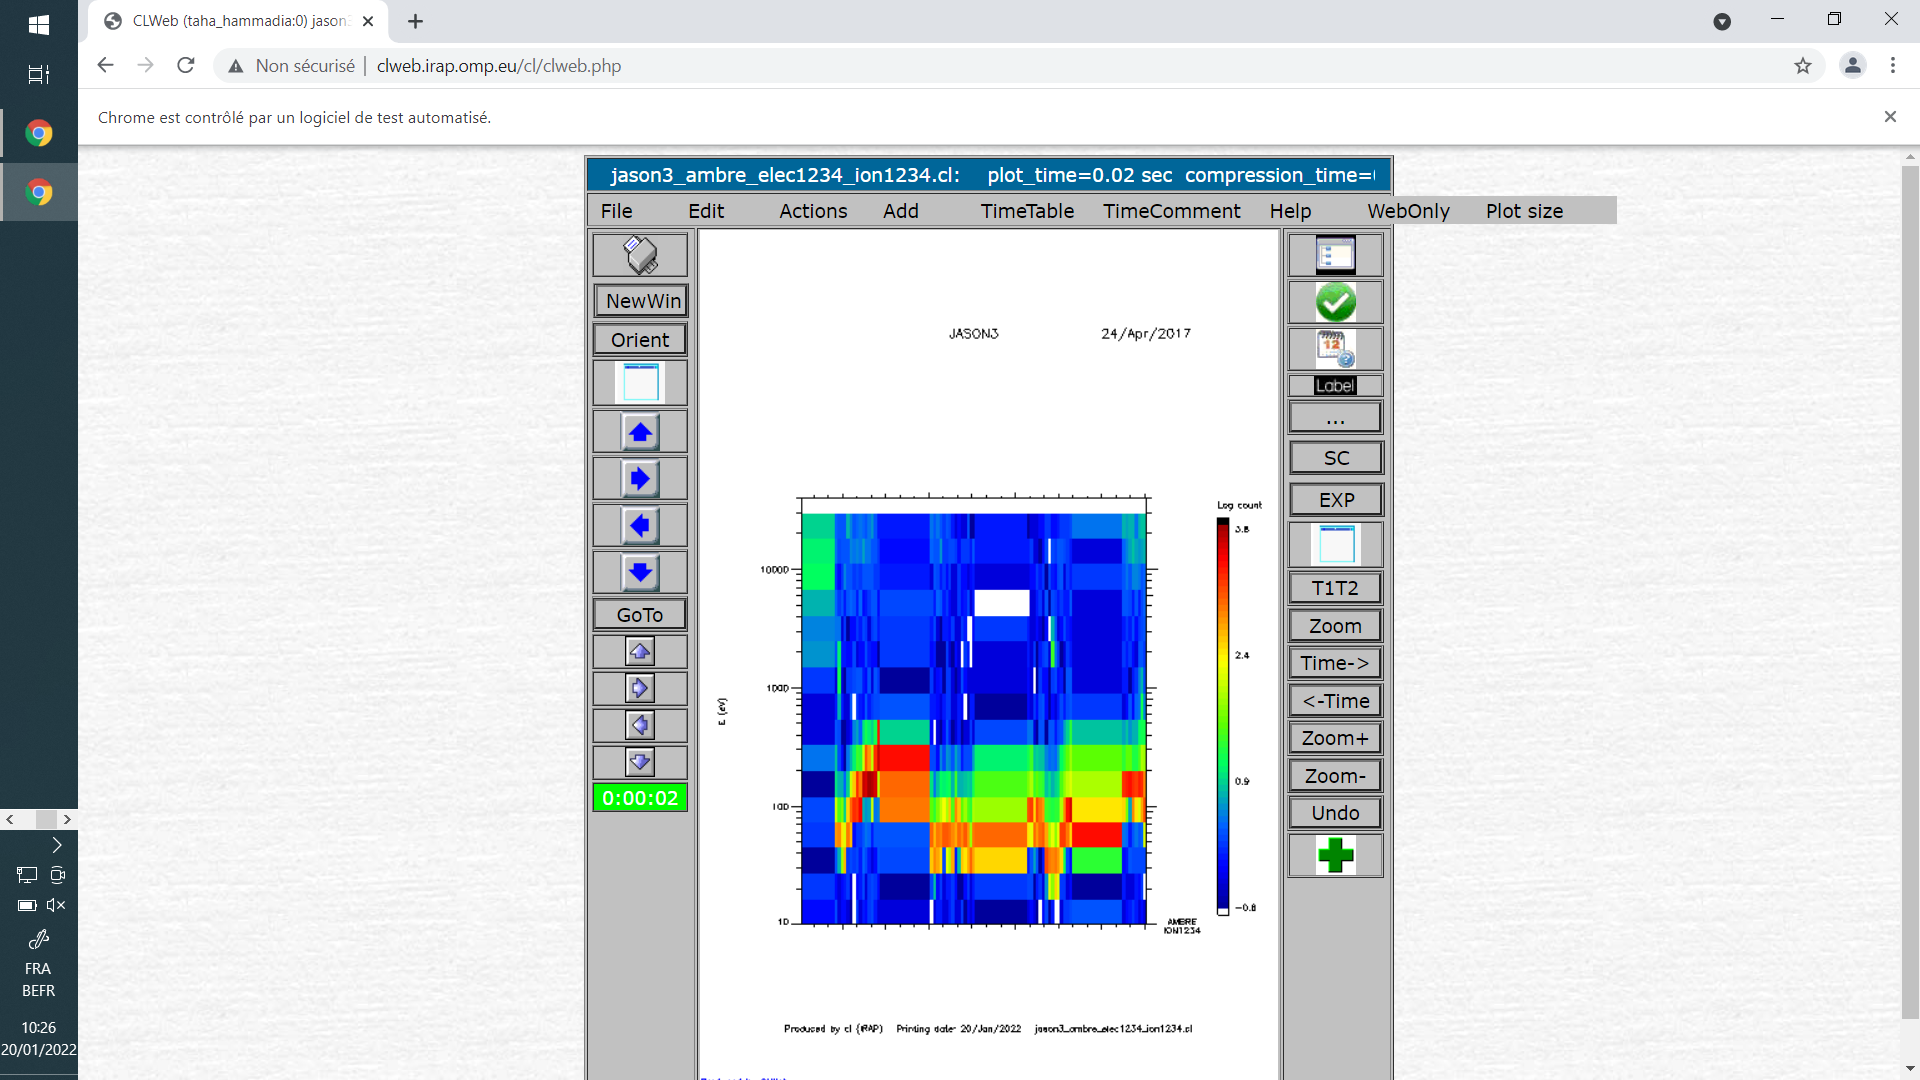 CLWeb (taha_hammadia:0) jason3
Non sécurisé | clweb.irap.omp.eu/cl/clweb.php
Chrome est contrôlé par un logiciel de test automatisé.
jason3_ambre_elec1234_ion1234.cl: plot_time=0.02 sec compression_time=
File Edit Actions Add TimeTable TimeComment Help WebOnly Plot size
NewWin
Orient
GoTo
0:00:02
JASON3 24/Apr/2017
Log count
3.8
2.4
0.9
-0.8
10000
1000
100
10
E (eV)
AMBRE
ION1234
Produced by cl (IRAP) Printing date: 20/Jan/2022 jason3_ambre_elec1234_ion1234.cl
12
Label
...
SC
EXP
T1T2
Zoom
Time->
<-Time
Zoom+
Zoom-
Undo
FRA
BEFR
10:26
20/01/2022